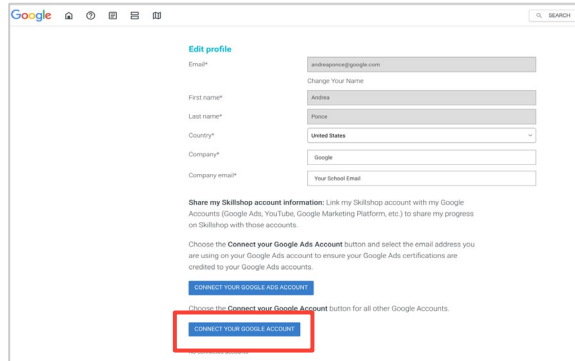 Google
SEARCH
Edit profile
Email*
andreaponce@google.com
Change Your Name
First name*
Andrea
Last name*
Ponce
Country*
United States
Company*
Google
Company email*
Your School Email
Share my Skillshop account information: Link my Skillshop account with my Google
Accounts (Google Ads, YouTube, Google Marketing Platform, etc.) to share my progress
on Skillshop with those accounts.
Choose the Connect your Google Ads Account button and select the email address you
are using on your Google Ads account to ensure your Google Ads certifications are
credited to your Google Ads accounts.
CONNECT YOUR GOOGLE ADS ACCOUNT
Choose the Connect your Google Account button for all other Google Accounts.
CONNECT YOUR GOOGLE ACCOUNT